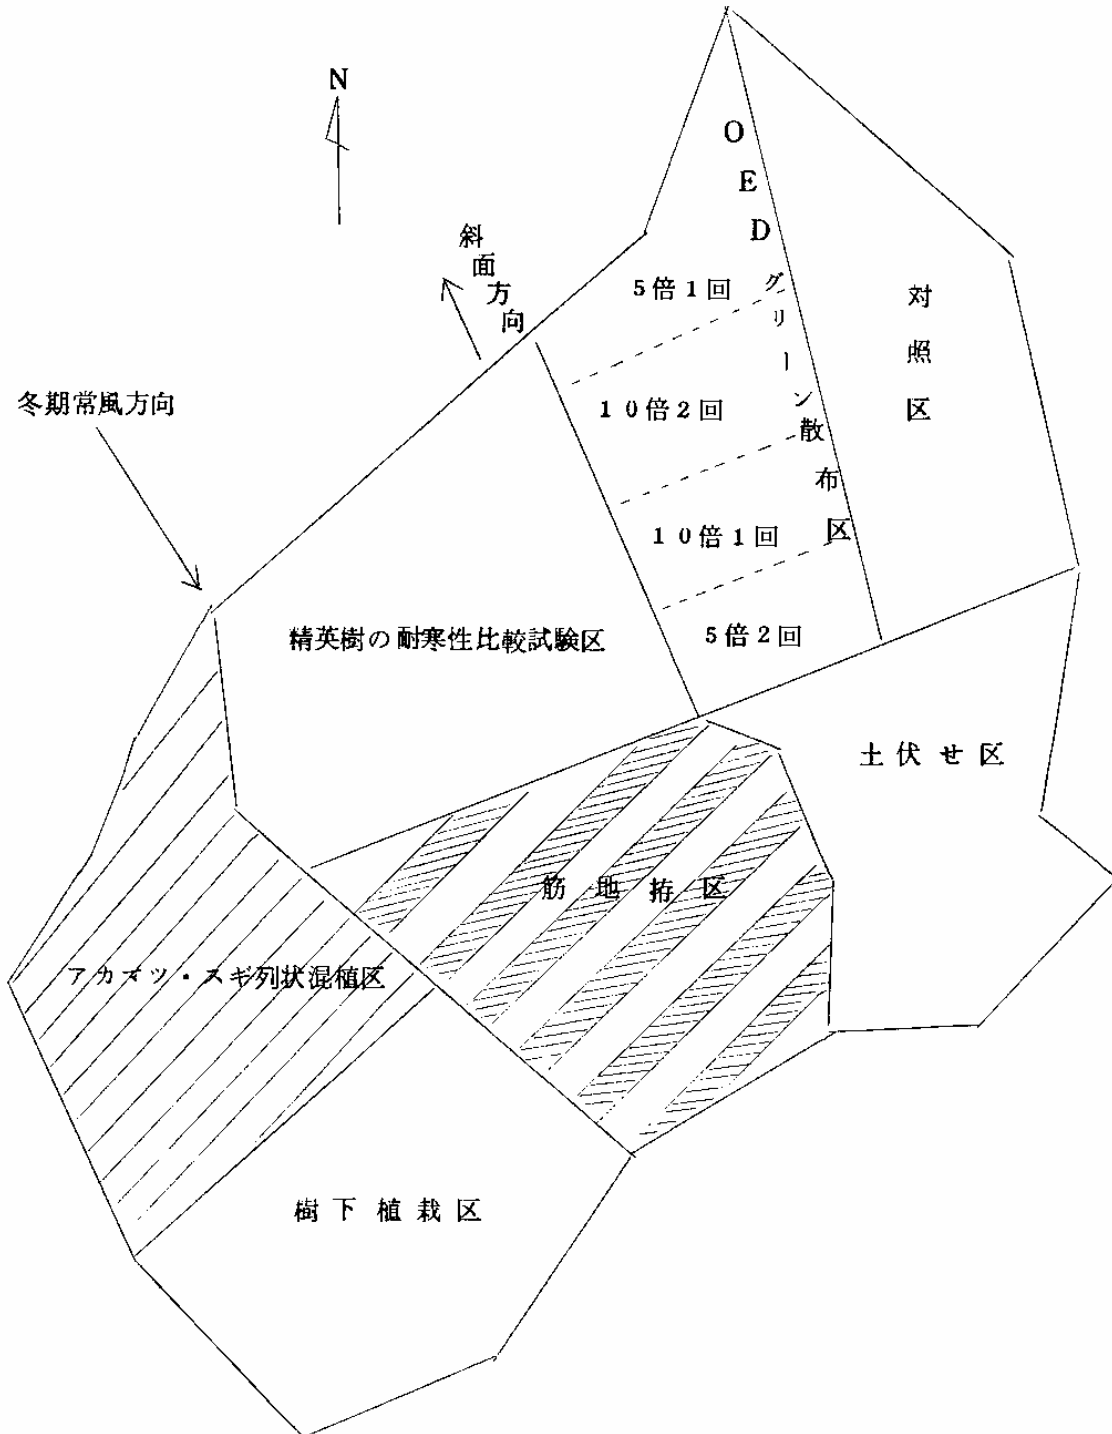 N
斜面方向
冬期常風方向
OEDグリーン散布区
5倍1回
10倍2回
10倍1回
5倍2回
対照区
精英樹の耐寒性比較試験区
土伏せ区
筋地拵区
アカマツ・スギ列状混植区
樹下植栽区